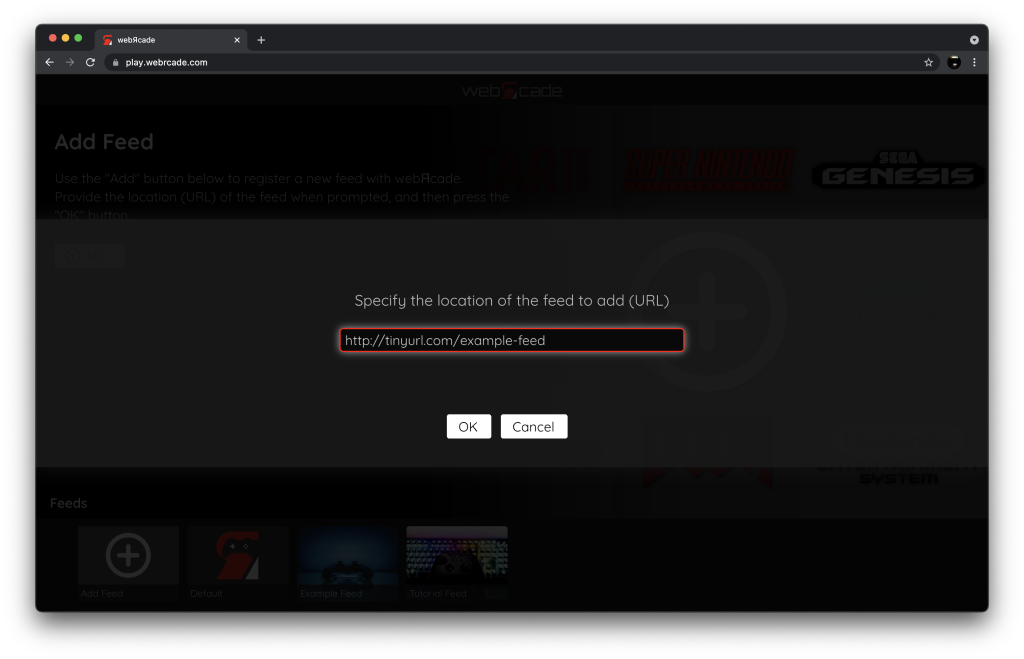 webЯcade
play.webrcade.com
webЯcade
Add Feed
Use the "Add" button below to register a new feed with webЯcade.
Provide the location (URL) of the feed when prompted, and then press the
"OK" button.
SUPER NINTENDO
SEGA
GENESIS
Specify the location of the feed to add (URL)
http://tinyurl.com/example-feed
OK
Cancel
ENTERTAINMENT
SYSTEM
Feeds
Add Feed
Default
Example Feed
Tutorial Feed